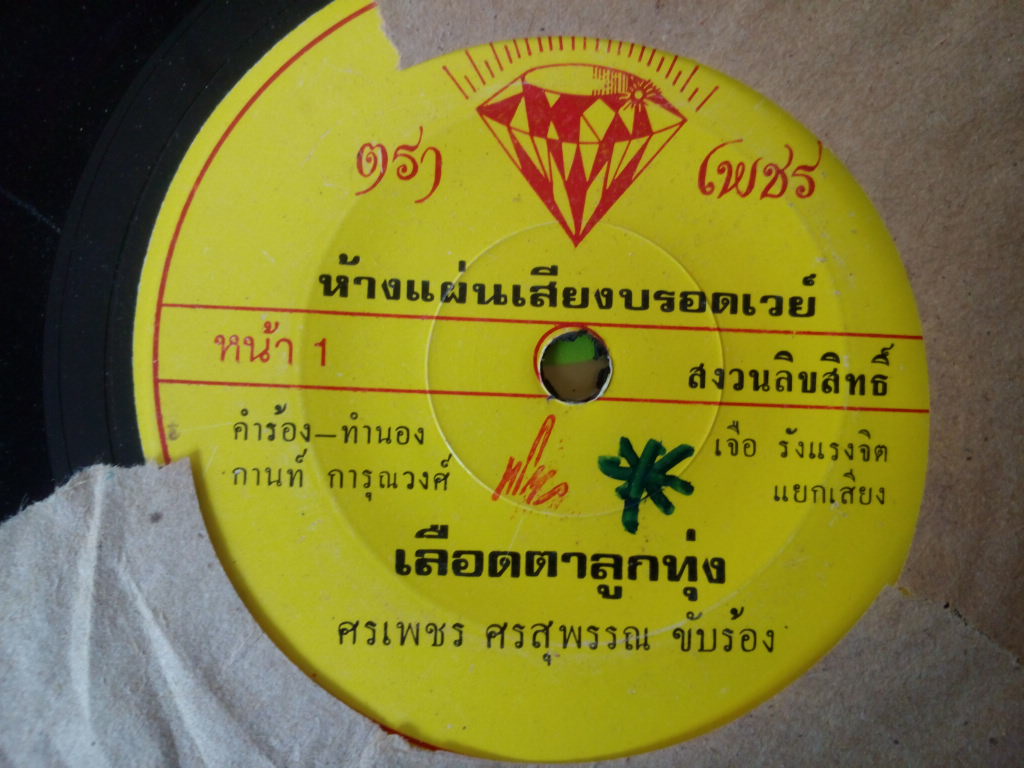 ตรา เพชร
ห้างแผ่นเสียงบรอดเวย์
หน้า 1
สงวนลิขสิทธิ์
คำร้อง–ทำนอง
กานท์ การุณวงศ์
เจือ รังแรงจิต
แยกเสียง
เลือดตาลูกทุ่ง
ศรเพชร ศรสุพรรณ ขับร้อง